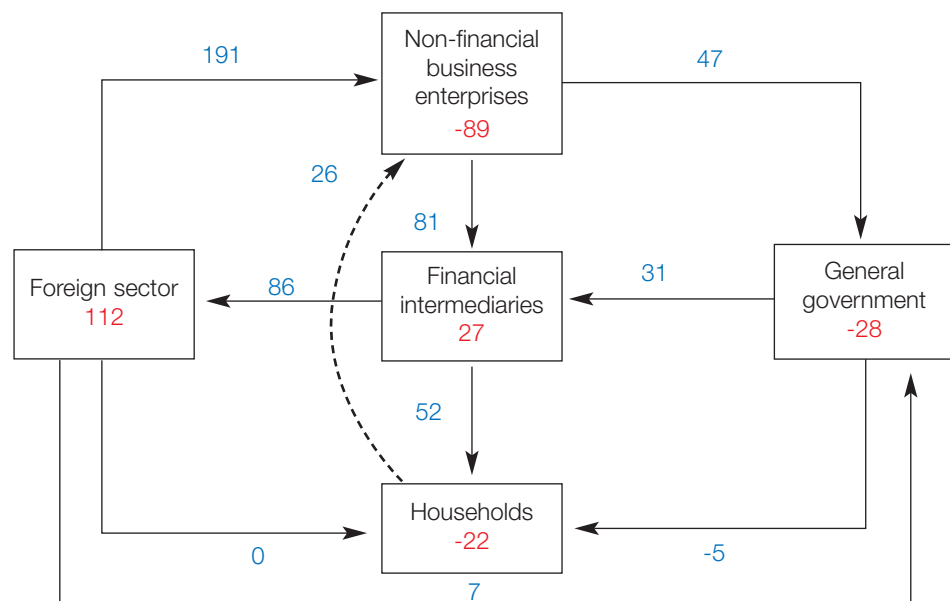 Non-financial
business
enterprises
-89
191
47
26
81
Foreign sector
112
86
Financial
intermediaries
27
31
General
government
-28
52
Households
-22
0
-5
7